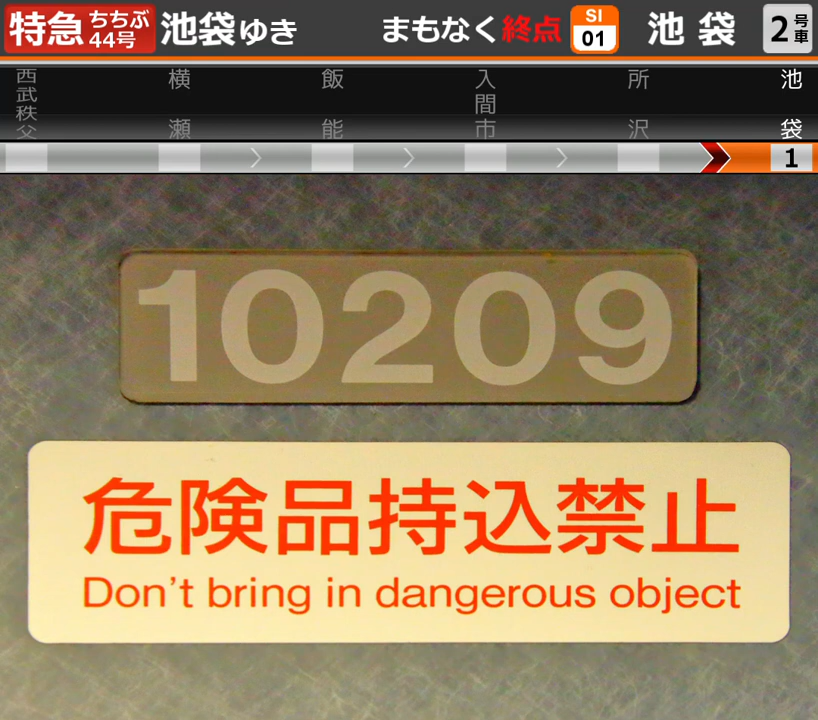 特急 ちちぶ44号 池袋ゆき まもなく終点 SI 01 池袋 2号車
西武秩父 横瀬 飯能 入間市 所沢 池袋
1
10209
危険品持込禁止
Don't bring in dangerous object